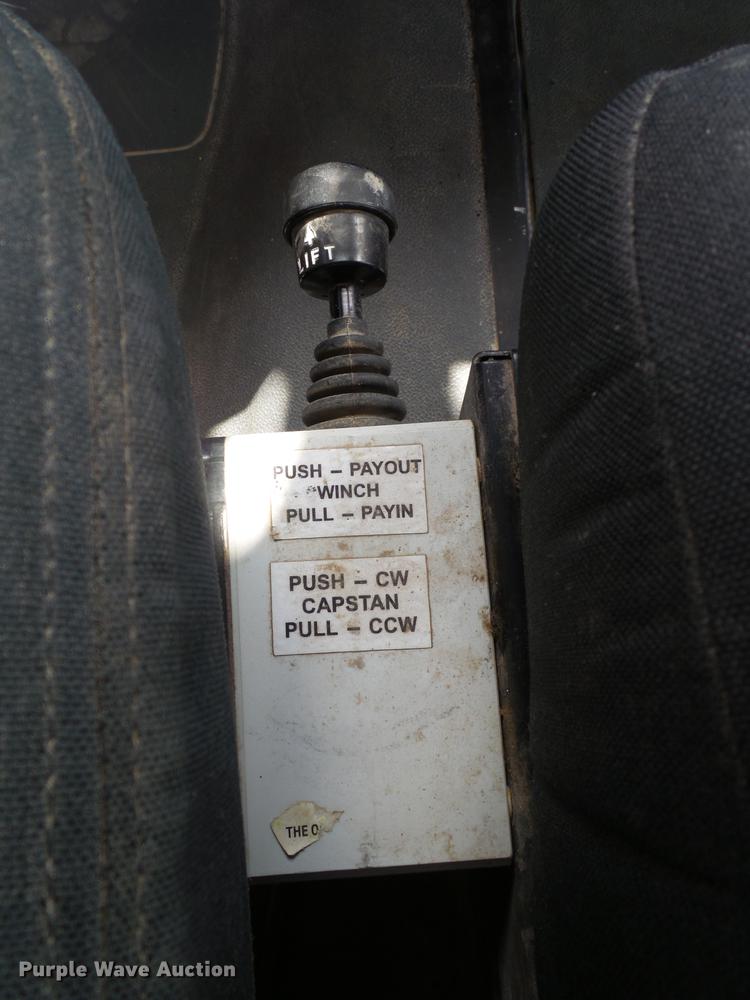 LIFT
PUSH – PAYOUT
WINCH
PULL – PAYIN
PUSH – CW
CAPSTAN
PULL – CCW
THE O
Purple Wave Auction